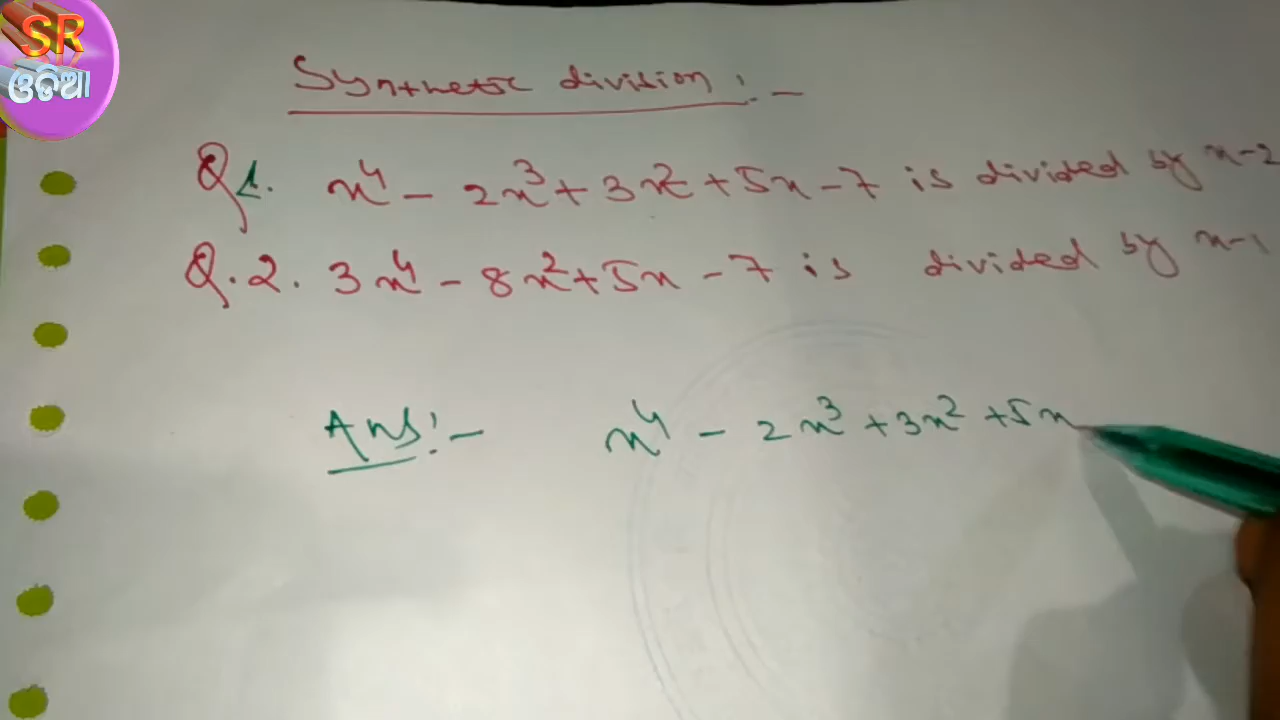 SR
ଓଡିଆ
Synthetic division :-
Q1. x⁴ - 2x³ + 3x² + 5x - 7 is divided by x-2
Q.2. 3x⁴ - 8x² + 5x - 7 is divided by x-1
Ans:- x⁴ - 2x³ + 3x² + 5x